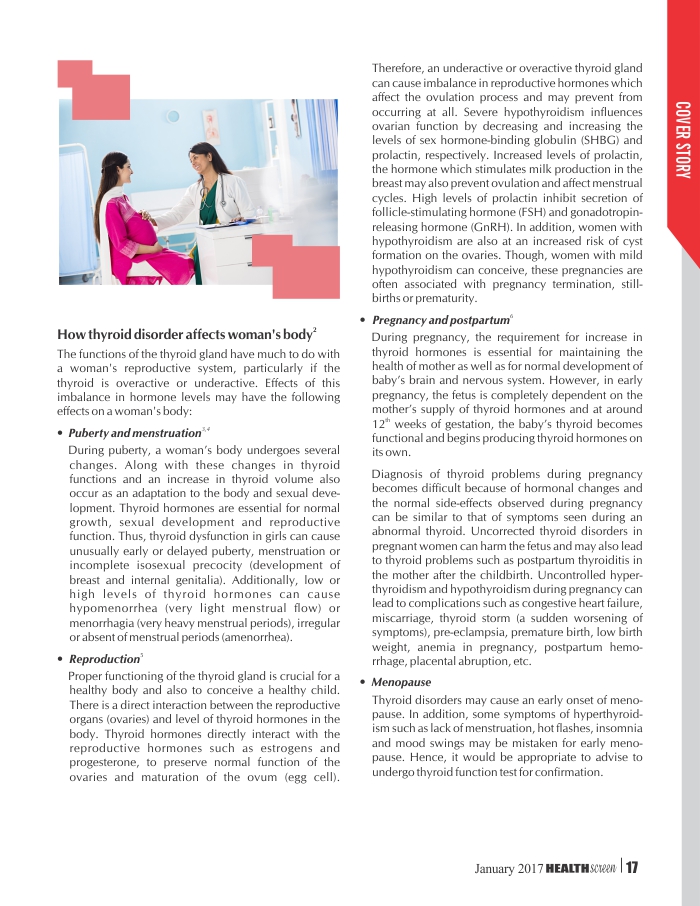 COVER STORY
How thyroid disorder affects woman's body2
The functions of the thyroid gland have much to do with
a woman's reproductive system, particularly if the
thyroid is overactive or underactive. Effects of this
imbalance in hormone levels may have the following
effects on a woman's body:
• Puberty and menstruation3,4
During puberty, a woman's body undergoes several
changes. Along with these changes in thyroid
functions and an increase in thyroid volume also
occur as an adaptation to the body and sexual deve-
lopment. Thyroid hormones are essential for normal
growth, sexual development and reproductive
function. Thus, thyroid dysfunction in girls can cause
unusually early or delayed puberty, menstruation or
incomplete isosexual precocity (development of
breast and internal genitalia). Additionally, low or
high levels of thyroid hormones can cause
hypomenorrhea (very light menstrual flow) or
menorrhagia (very heavy menstrual periods), irregular
or absent of menstrual periods (amenorrhea).
• Reproduction5
Proper functioning of the thyroid gland is crucial for a
healthy body and also to conceive a healthy child.
There is a direct interaction between the reproductive
organs (ovaries) and level of thyroid hormones in the
body. Thyroid hormones directly interact with the
reproductive hormones such as estrogens and
progesterone, to preserve normal function of the
ovaries and maturation of the ovum (egg cell).
Therefore, an underactive or overactive thyroid gland
can cause imbalance in reproductive hormones which
affect the ovulation process and may prevent from
occurring at all. Severe hypothyroidism influences
ovarian function by decreasing and increasing the
levels of sex hormone-binding globulin (SHBG) and
prolactin, respectively. Increased levels of prolactin,
the hormone which stimulates milk production in the
breast may also prevent ovulation and affect menstrual
cycles. High levels of prolactin inhibit secretion of
follicle-stimulating hormone (FSH) and gonadotropin-
releasing hormone (GnRH). In addition, women with
hypothyroidism are also at an increased risk of cyst
formation on the ovaries. Though, women with mild
hypothyroidism can conceive, these pregnancies are
often associated with pregnancy termination, still-
births or prematurity.
• Pregnancy and postpartum6
During pregnancy, the requirement for increase in
thyroid hormones is essential for maintaining the
health of mother as well as for normal development of
baby's brain and nervous system. However, in early
pregnancy, the fetus is completely dependent on the
mother's supply of thyroid hormones and at around
12th weeks of gestation, the baby's thyroid becomes
functional and begins producing thyroid hormones on
its own.
Diagnosis of thyroid problems during pregnancy
becomes difficult because of hormonal changes and
the normal side-effects observed during pregnancy
can be similar to that of symptoms seen during an
abnormal thyroid. Uncorrected thyroid disorders in
pregnant women can harm the fetus and may also lead
to thyroid problems such as postpartum thyroiditis in
the mother after the childbirth. Uncontrolled hyper-
thyroidism and hypothyroidism during pregnancy can
lead to complications such as congestive heart failure,
miscarriage, thyroid storm (a sudden worsening of
symptoms), pre-eclampsia, premature birth, low birth
weight, anemia in pregnancy, postpartum hemo-
rrhage, placental abruption, etc.
• Menopause
Thyroid disorders may cause an early onset of meno-
pause. In addition, some symptoms of hyperthyroid-
ism such as lack of menstruation, hot flashes, insomnia
and mood swings may be mistaken for early meno-
pause. Hence, it would be appropriate to advise to
undergo thyroid function test for confirmation.
January 2017 HEALTHscreen | 17